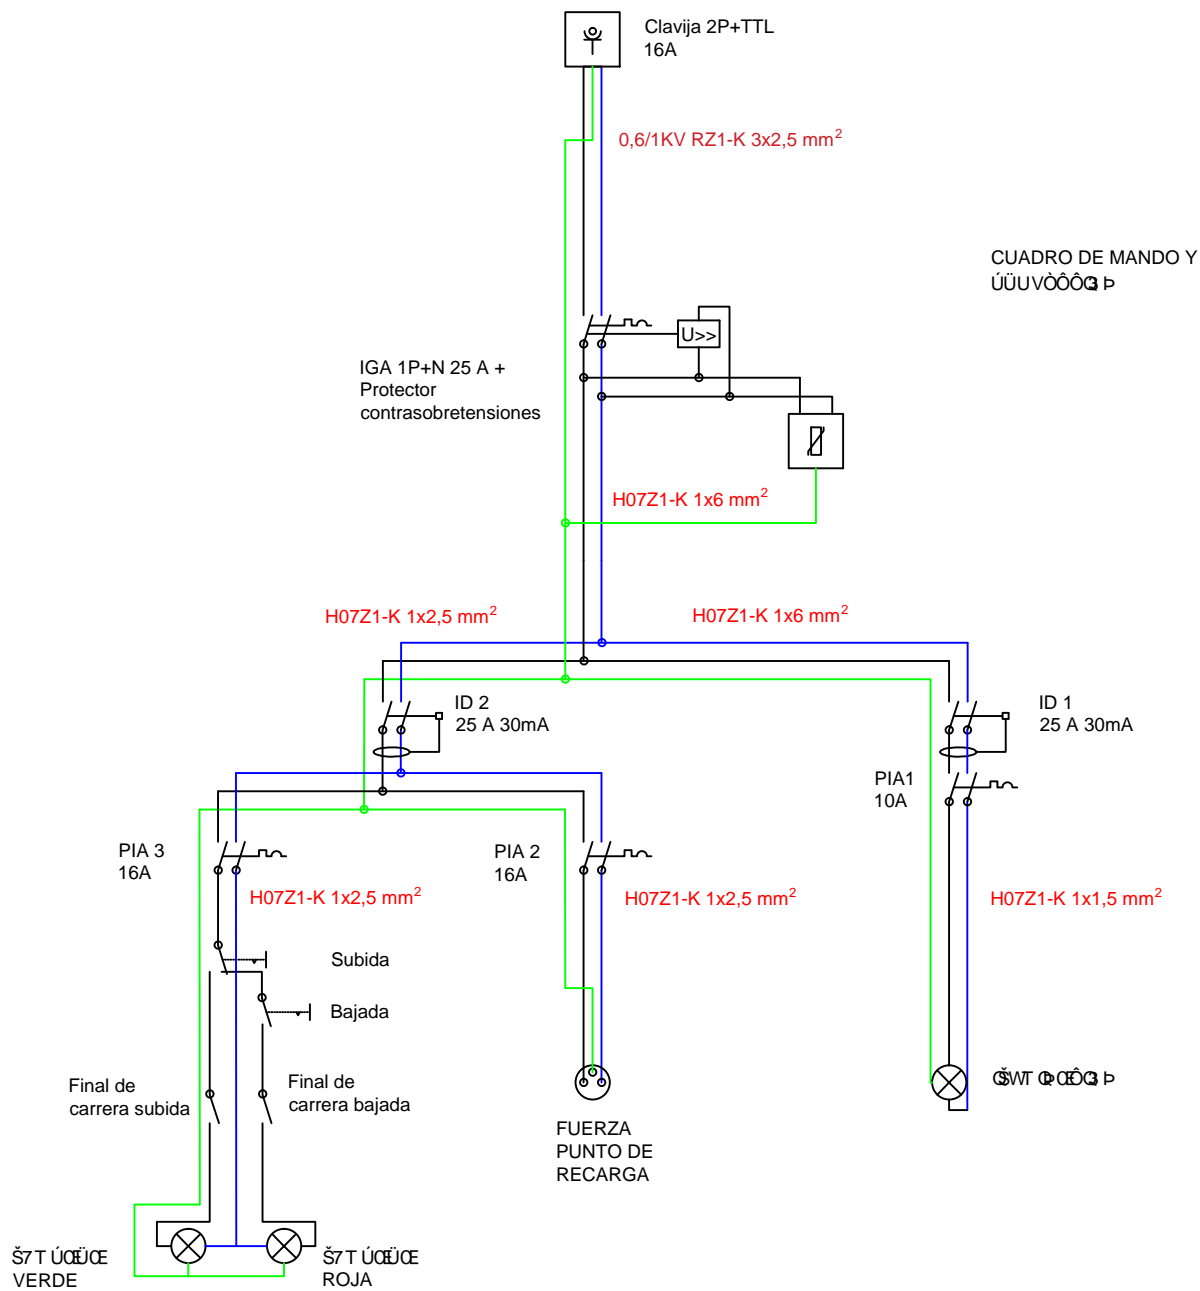 Clavija 2P+TTL
16A
0,6/1KV RZ1-K 3x2,5 mm²
CUADRO DE MANDO Y
U>>
IGA 1P+N 25 A +
Protector
contrasobretensiones
H07Z1-K 1x6 mm²
H07Z1-K 1x2,5 mm²
H07Z1-K 1x6 mm²
ID 2
25 A 30mA
ID 1
25 A 30mA
PIA1
10A
PIA 3
16A
PIA 2
16A
H07Z1-K 1x2,5 mm²
H07Z1-K 1x2,5 mm²
H07Z1-K 1x1,5 mm²
Subida
Bajada
Final de
carrera subida
Final de
carrera bajada
FUERZA
PUNTO DE
RECARGA
VERDE
ROJA